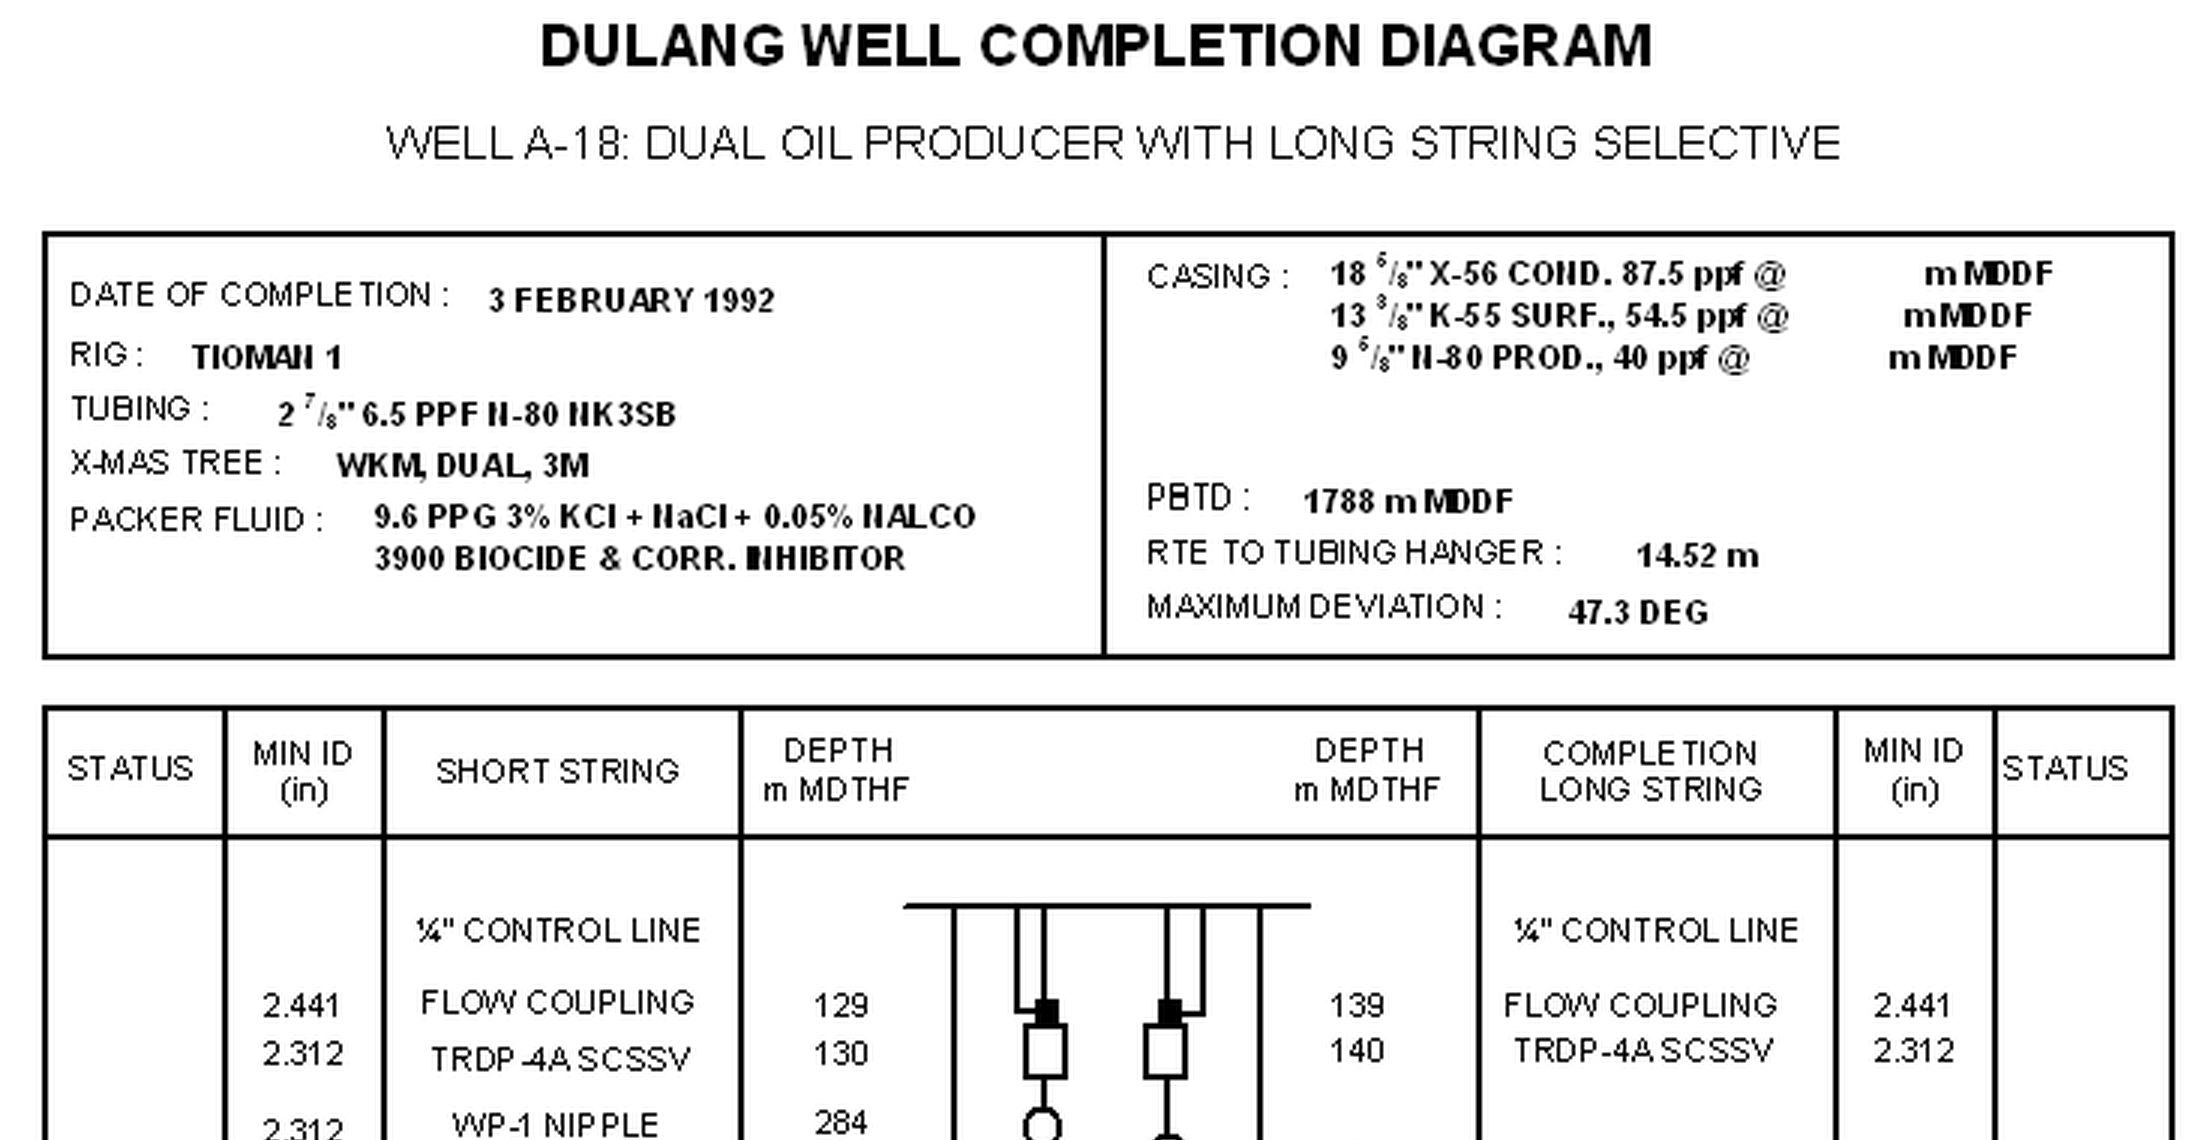 DULANG WELL COMPLETION DIAGRAM
WELL A-18: DUAL OIL PRODUCER WITH LONG STRING SELECTIVE
DATE OF COMPLETION : 3 FEBRUARY 1992
RIG : TIOMAN 1
TUBING : 2 7/8" 6.5 PPF N-80 NK3SB
X-MAS TREE : WKM, DUAL, 3M
PACKER FLUID : 9.6 PPG 3% KCl + NaCl + 0.05% NALCO
3900 BIOCIDE & CORR. INHIBITOR
CASING : 18 5/8" X-56 COND. 87.5 ppf @ m MDDF
13 3/8" K-55 SURF., 54.5 ppf @ m MDDF
9 5/8" N-80 PROD., 40 ppf @ m MDDF
PBTD : 1788 m MDDF
RTE TO TUBING HANGER : 14.52 m
MAXIMUM DEVIATION : 47.3 DEG
STATUS
MIN ID
(in)
SHORT STRING
DEPTH
m MDTHF
DEPTH
m MDTHF
COMPLETION
LONG STRING
MIN ID
(in)
STATUS
¼" CONTROL LINE ¼" CONTROL LINE
2.441 FLOW COUPLING 129 139 FLOW COUPLING 2.441
2.312 TRDP-4A SCSSV 130 140 TRDP-4A SCSSV 2.312
2.312 WP-1 NIPPLE 284